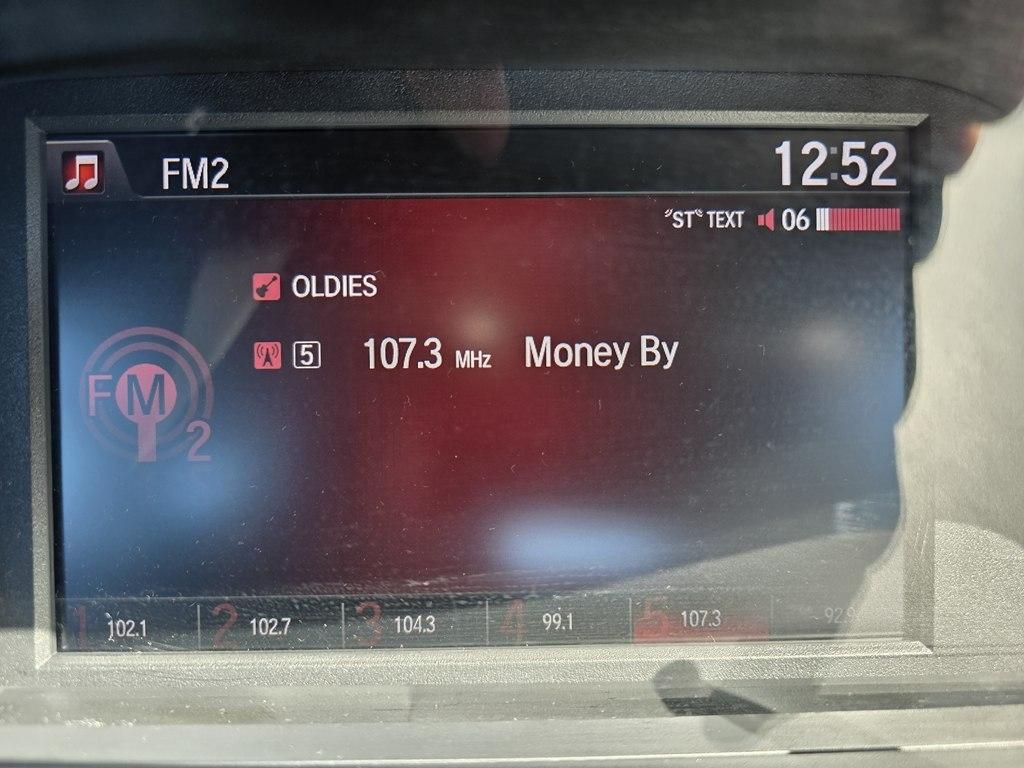 FM2 12:52
"ST" TEXT 06
OLDIES
5 107.3 MHz Money By
FM2
1 102.1 2 102.7 3 104.3 4 99.1 5 107.3